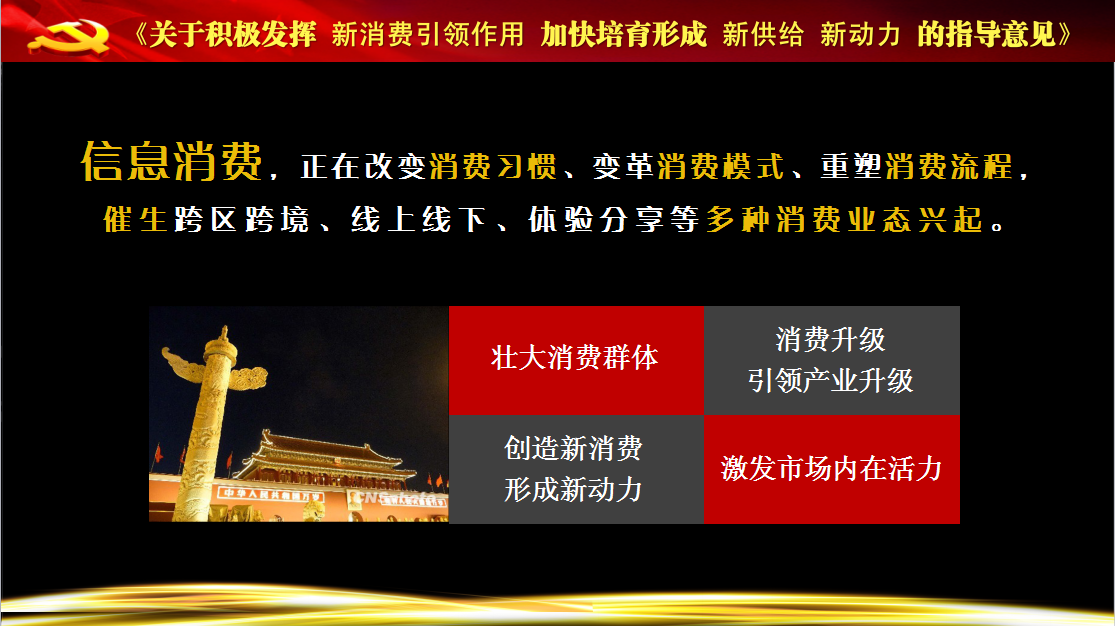 《关于积极发挥 新消费引领作用 加快培育形成 新供给 新动力 的指导意见》
信息消费，正在改变消费习惯、变革消费模式、重塑消费流程，
催生跨区跨境、线上线下、体验分享等多种消费业态兴起。
壮大消费群体
消费升级
引领产业升级
创造新消费
形成新动力
激发市场内在活力
中华人民共和国万岁